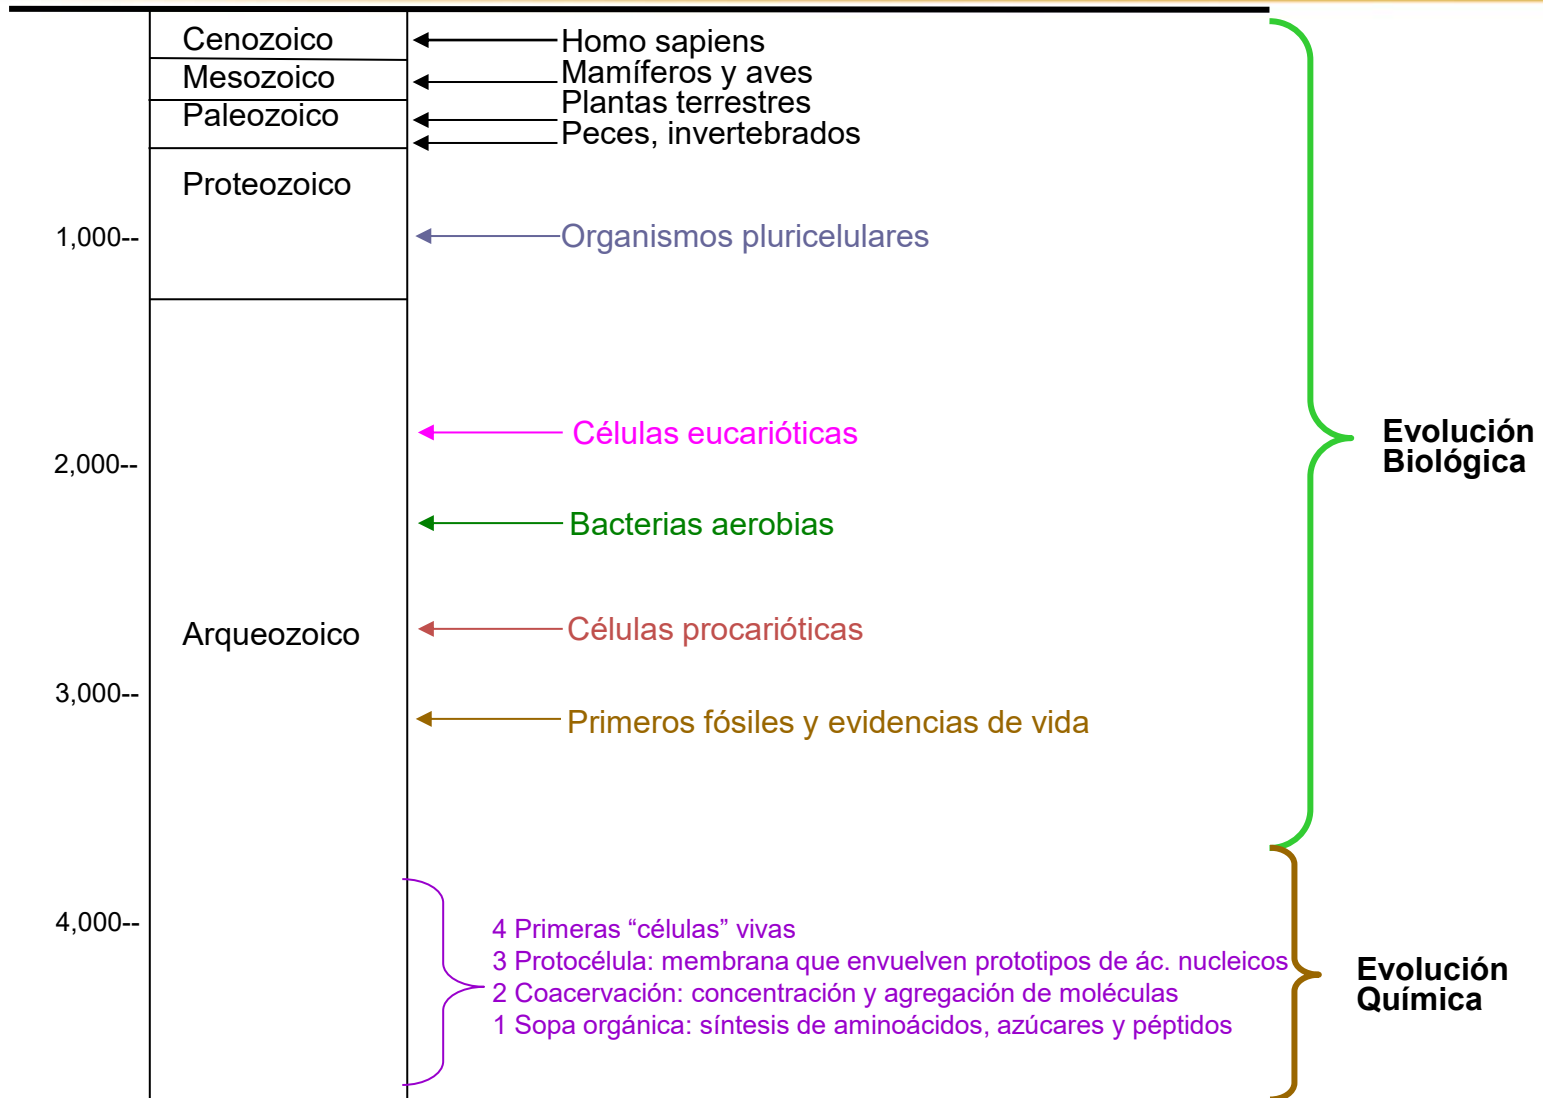 Cenozoico
Homo sapiens
Mesozoico
Mamíferos y aves
Paleozoico
Plantas terrestres
Peces, invertebrados
Proteozoico
1,000--
Organismos pluricelulares
Células eucarióticas
Evolución
Biológica
2,000--
Bacterias aerobias
Arqueozoico
Células procarióticas
3,000--
Primeros fósiles y evidencias de vida
4,000--
4 Primeras “células” vivas
3 Protocélula: membrana que envuelven prototipos de ác. nucleicos
2 Coacervación: concentración y agregación de moléculas
1 Sopa orgánica: síntesis de aminoácidos, azúcares y péptidos
Evolución
Química